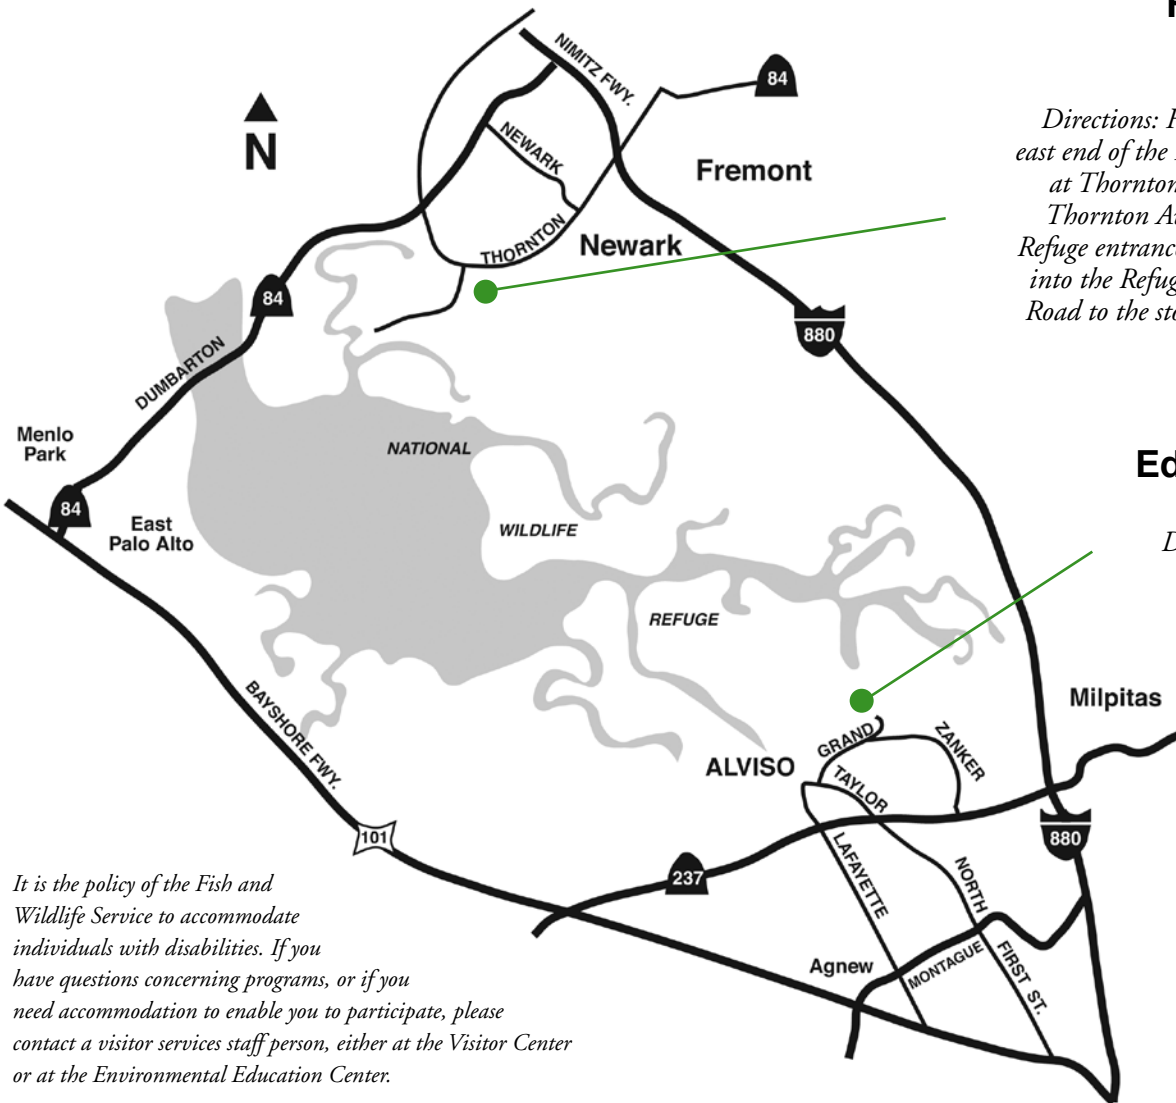 NIMITZ FWY.
84
N
NEWARK
Fremont
THORNTON
Newark
Directions:
east end of the
at Thornton
Thornton
Refuge entrance
into the
Road to the
84
880
DUMBARTON
Menlo
Park
NATIONAL
84
East
Palo Alto
WILDLIFE
REFUGE
BAYSHORE FWY.
Milpitas
GRAND
ZANKER
ALVISO
TAYLOR
101
880
237
LAFAYETTE
NORTH
FIRST ST.
Agnew
MONTAGUE
It is the policy of the Fish and
Wildlife Service to accommodate
individuals with disabilities. If you
have questions concerning programs, or if you
need accommodation to enable you to participate, please
contact a visitor services staff person, either at the Visitor Center
or at the Environmental Education Center.